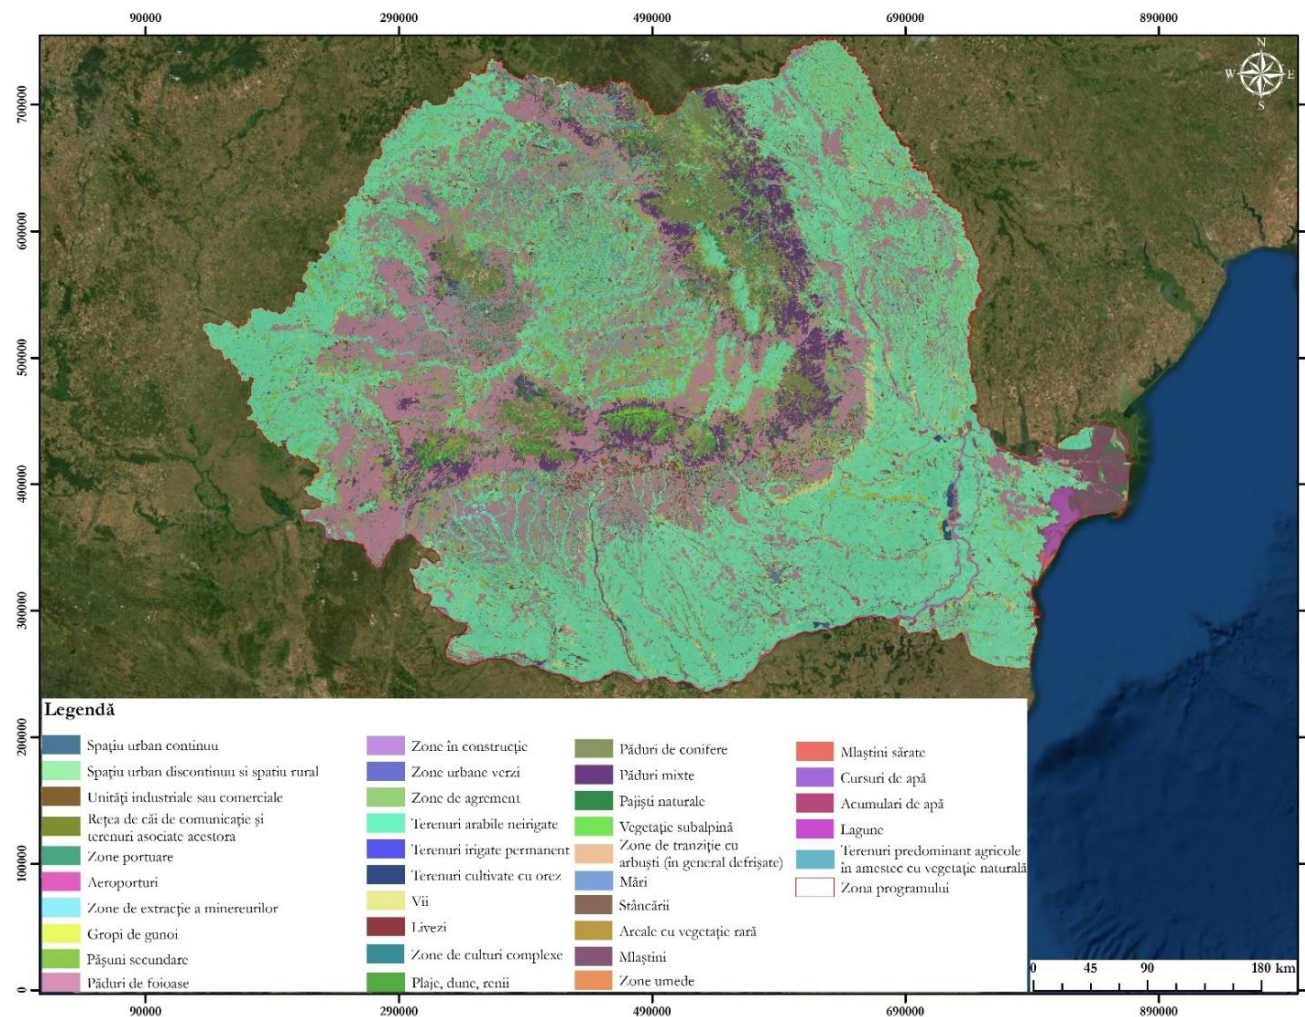 90000 290000 490000 690000 890000
N
W E
S
700000
600000
500000
400000
300000
200000
100000
0
Legendă
Spațiu urban continuu
Spațiu urban discontinuu si spatiu rural
Unități industriale sau comerciale
Rețea de căi de comunicație și
terenuri asociate acestora
Zone portuare
Aeroporturi
Zone de extracție a minereurilor
Gropi de gunoi
Pășuni secundare
Păduri de foioase
Zone în construcție
Zone urbane verzi
Zone de agrement
Terenuri arabile neirigate
Terenuri irigate permanent
Terenuri cultivate cu orez
Vii
Livezi
Zone de culturi complexe
Plaje, dune, renii
Păduri de conifere
Păduri mixte
Pajiști naturale
Vegetație subalpină
Zone de tranziție cu
arbuști (în general defrișate)
Mări
Stâncării
Areale cu vegetație rară
Mlaștini
Zone umede
Mlaștini sărate
Cursuri de apă
Acumulari de apă
Lagune
Terenuri predominant agricole
în amestec cu vegetație naturală
Zona programului
0 45 90 180 km
90000 290000 490000 690000 890000